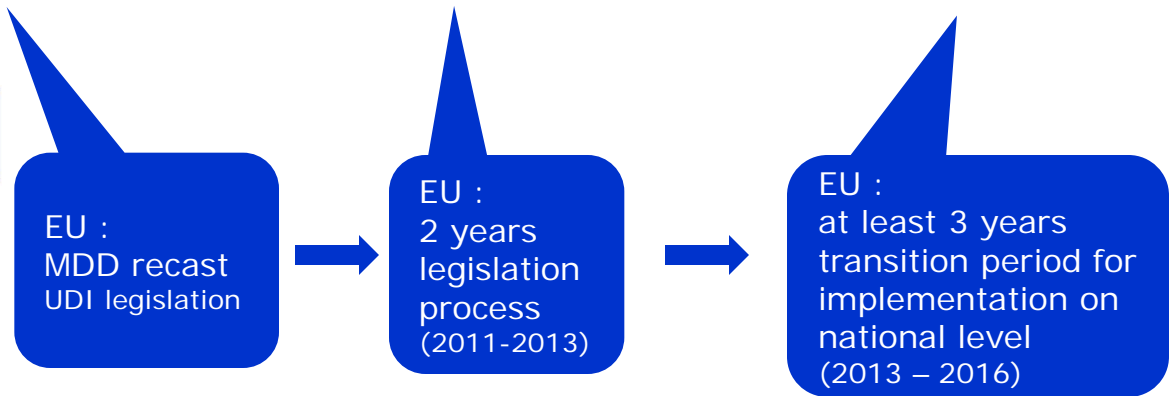 EU :
MDD recast
UDI legislation
EU :
2 years
legislation
process
(2011-2013)
EU :
at least 3 years
transition period for
implementation on
national level
(2013 – 2016)